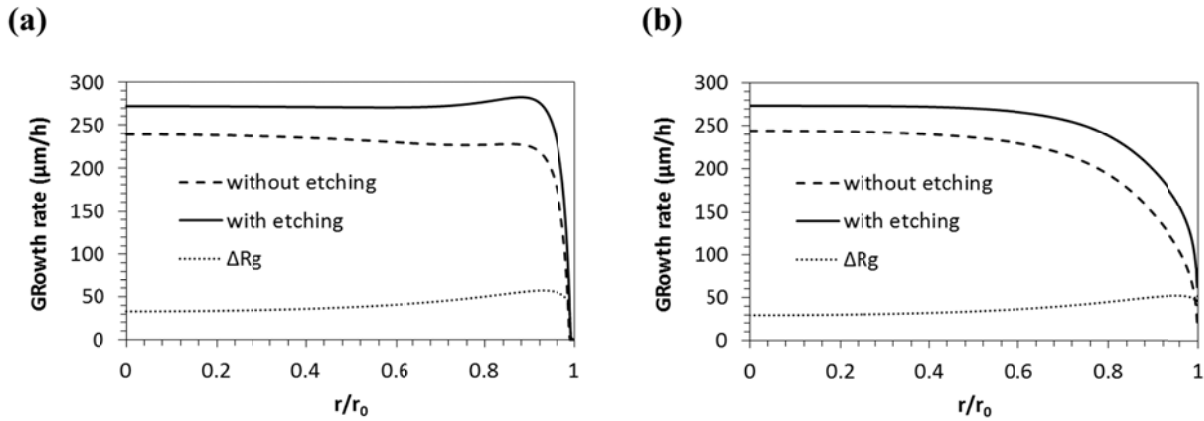 (a)
(b)
GRowth rate (µm/h)
300
250
200
150
100
50
0
without etching
with etching
ΔRg
0
0.2
0.4
0.6
0.8
1
r/r₀
GRowth rate (µm/h)
300
250
200
150
100
50
0
without etching
with etching
ΔRg
0
0.2
0.4
0.6
0.8
1
r/r₀